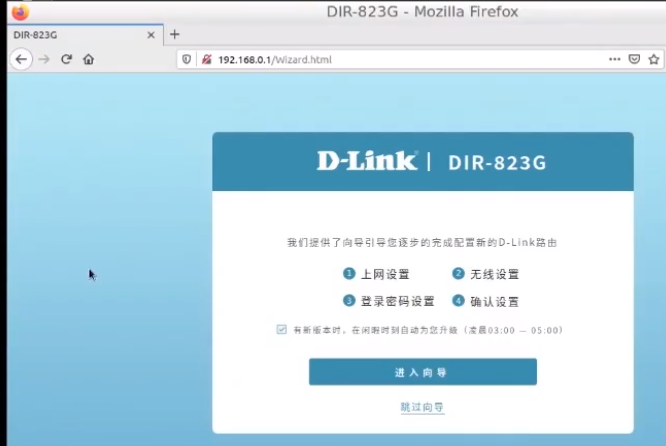 DIR-823G - Mozilla Firefox
DIR-823G
192.168.0.1/Wizard.html
D-Link | DIR-823G
我们提供了向导引导您逐步的完成配置新的D-Link路由
1 上网设置 2 无线设置
3 登录密码设置 4 确认设置
有新版本时，在闲暇时刻自动为您升级（凌晨03:00 — 05:00）
进入向导
跳过向导